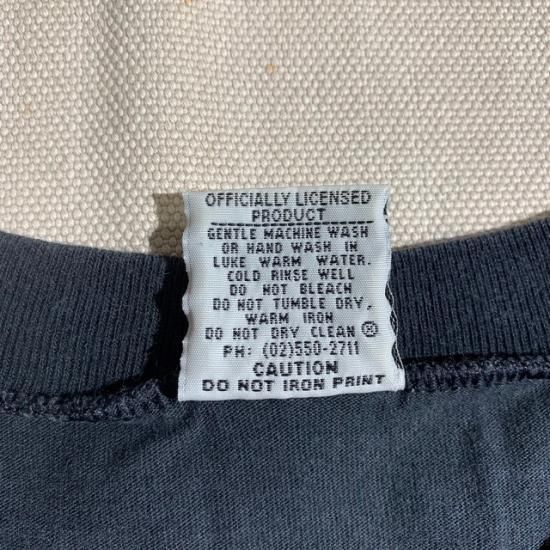 OFFICIALLY LICENSED
PRODUCT
GENTLE MACHINE WASH
OR HAND WASH IN
LUKE WARM WATER.
COLD RINSE WELL
DO NOT BLEACH
DO NOT TUMBLE DRY.
WARM IRON
DO NOT DRY CLEAN ⓧ
PH: (02)550-2711
CAUTION
DO NOT IRON PRINT